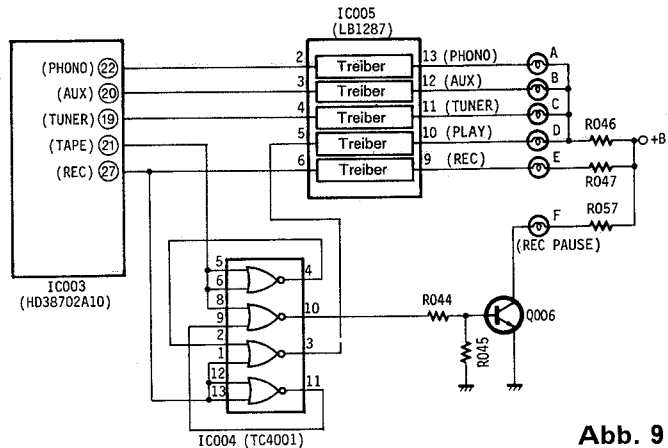 IC005
(LB1287)
(PHONO) 22
2
Treiber
13 (PHONO)
A
(AUX) 20
3
Treiber
12 (AUX)
B
(TUNER) 19
4
Treiber
11 (TUNER)
C
(TAPE) 21
5
Treiber
10 (PLAY)
D
R046
+B
(REC) 27
6
Treiber
9 (REC)
E
R047
F
R057
(REC PAUSE)
IC003
(HD38702A10)
5
4
6
8
10
9
2
3
1
12
11
13
R044
Q006
R045
IC004 (TC4001)
Abb. 9